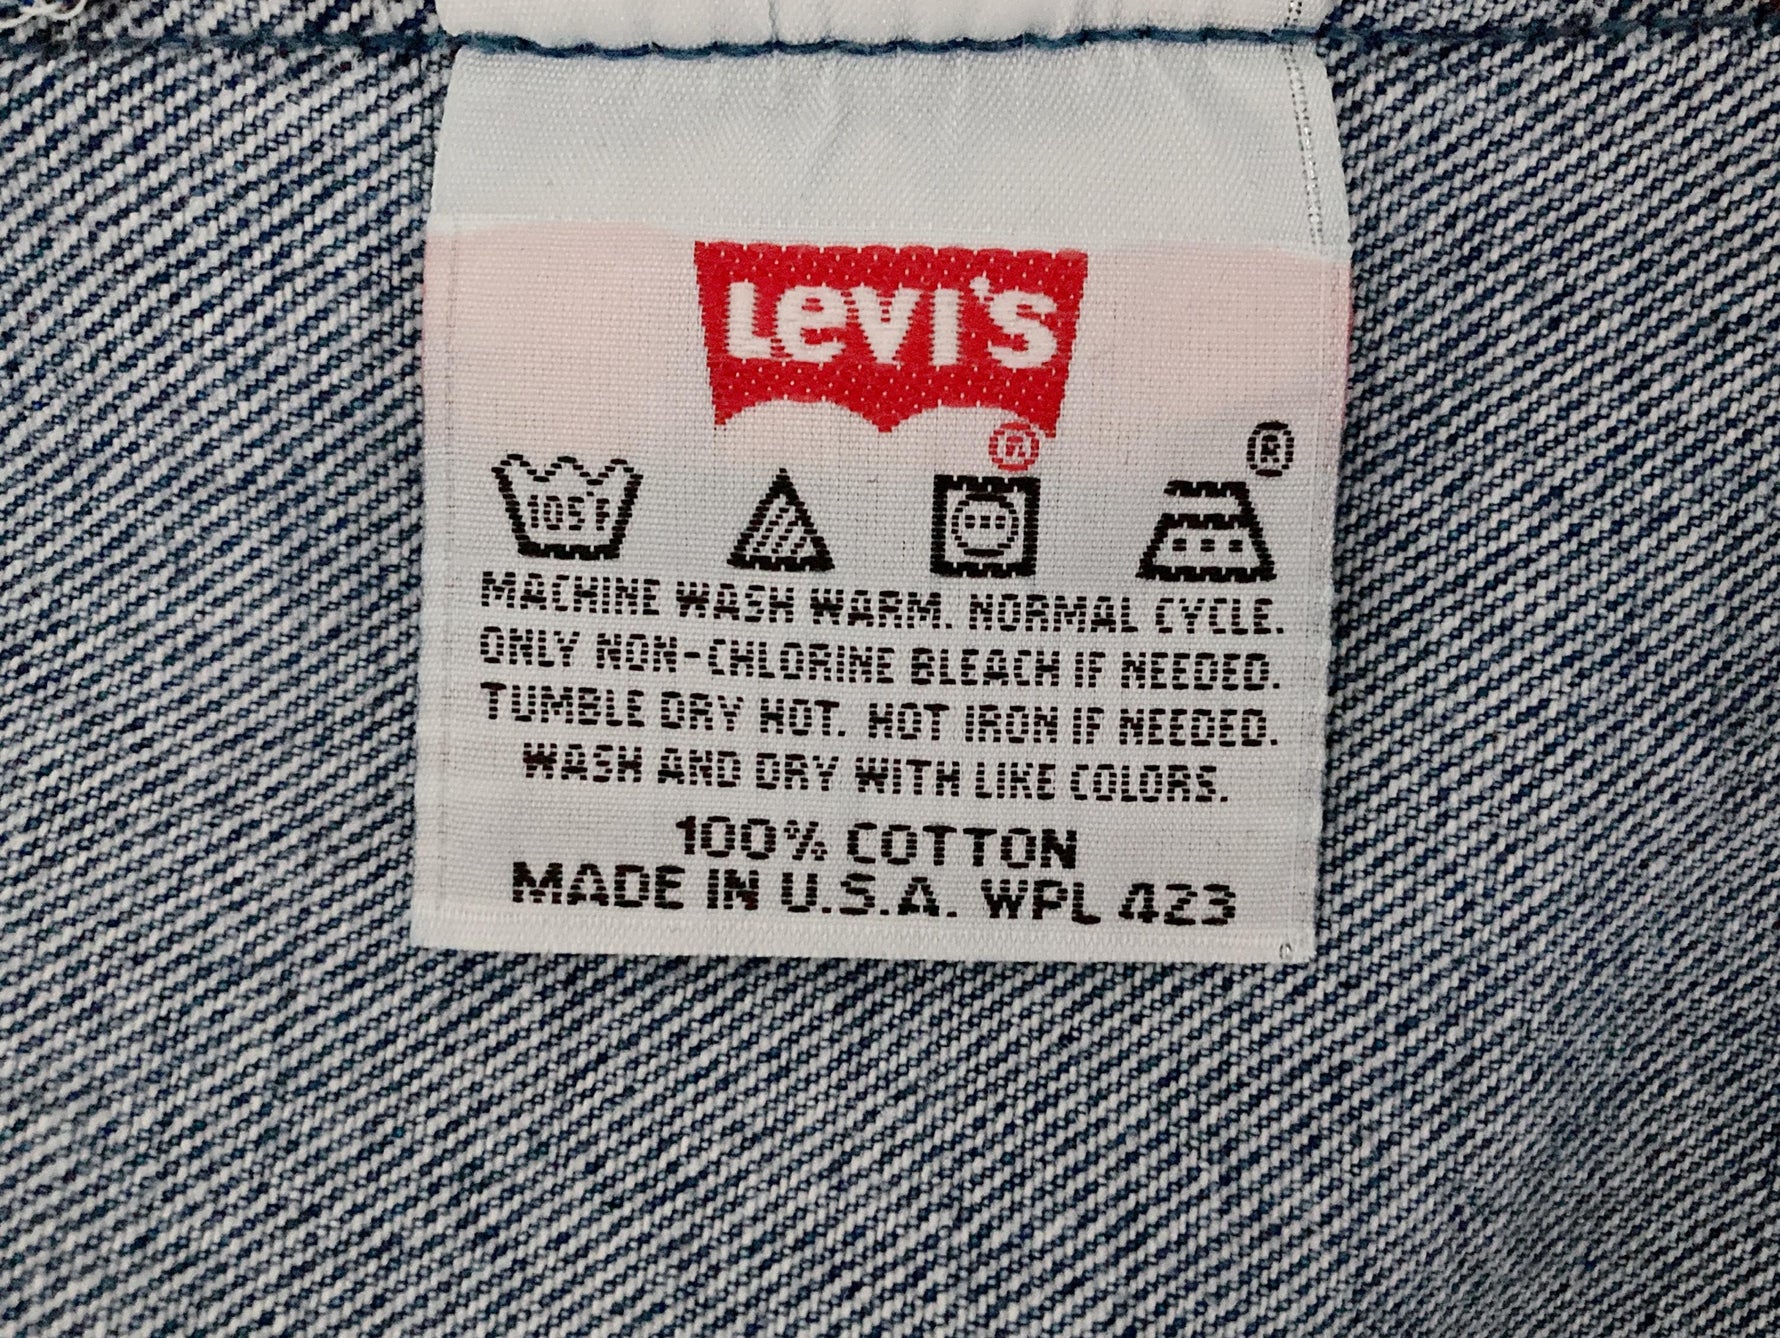 Levi's
®
®
105°F
MACHINE WASH WARM. NORMAL CYCLE.
ONLY NON-CHLORINE BLEACH IF NEEDED.
TUMBLE DRY HOT. HOT IRON IF NEEDED.
WASH AND DRY WITH LIKE COLORS.
100% COTTON
MADE IN U.S.A. WPL 423